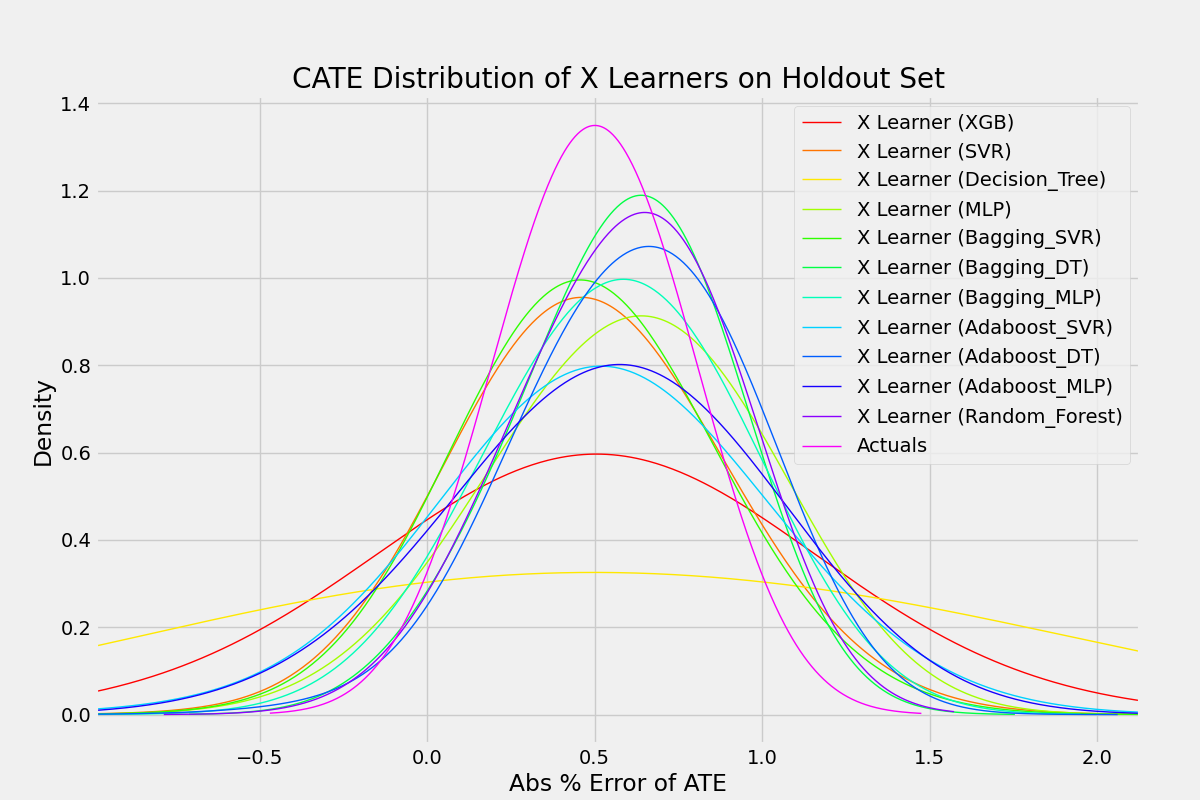 CATE Distribution of X Learners on Holdout Set
1.4
1.2
1.0
0.8
0.6
0.4
0.2
0.0
Density
X Learner (XGB)
X Learner (SVR)
X Learner (Decision_Tree)
X Learner (MLP)
X Learner (Bagging_SVR)
X Learner (Bagging_DT)
X Learner (Bagging_MLP)
X Learner (Adaboost_SVR)
X Learner (Adaboost_DT)
X Learner (Adaboost_MLP)
X Learner (Random_Forest)
Actuals
−0.5 0.0 0.5 1.0 1.5 2.0
Abs % Error of ATE